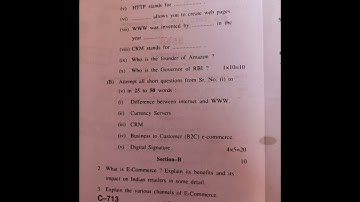 (v) HTTP stands for ..............
(vi) .............. allows you to create web pages
(vii) WWW was invented by .............. in the
year ..............
(viii) CRM stands for ..............
(ix) Who is the founder of Amazon ?
(x) Who is the Governor of RBI ? 1×10=10
(B) Attempt all short questions from Sr. No. (i) to
(v) in 25 to 50 words :
(i) Difference between internet and WWW
(ii) Currency Servers
(iii) CRM
(iv) Business to Customer (B2C) e-commerce.
(v) Digital Signature 4×5=20
Section-B
2. What is E-Commerce ? Explain its benefits and its 10
impact on Indian retailers in some detail.
3. Explain the various channels of E-Commerce.
C–713